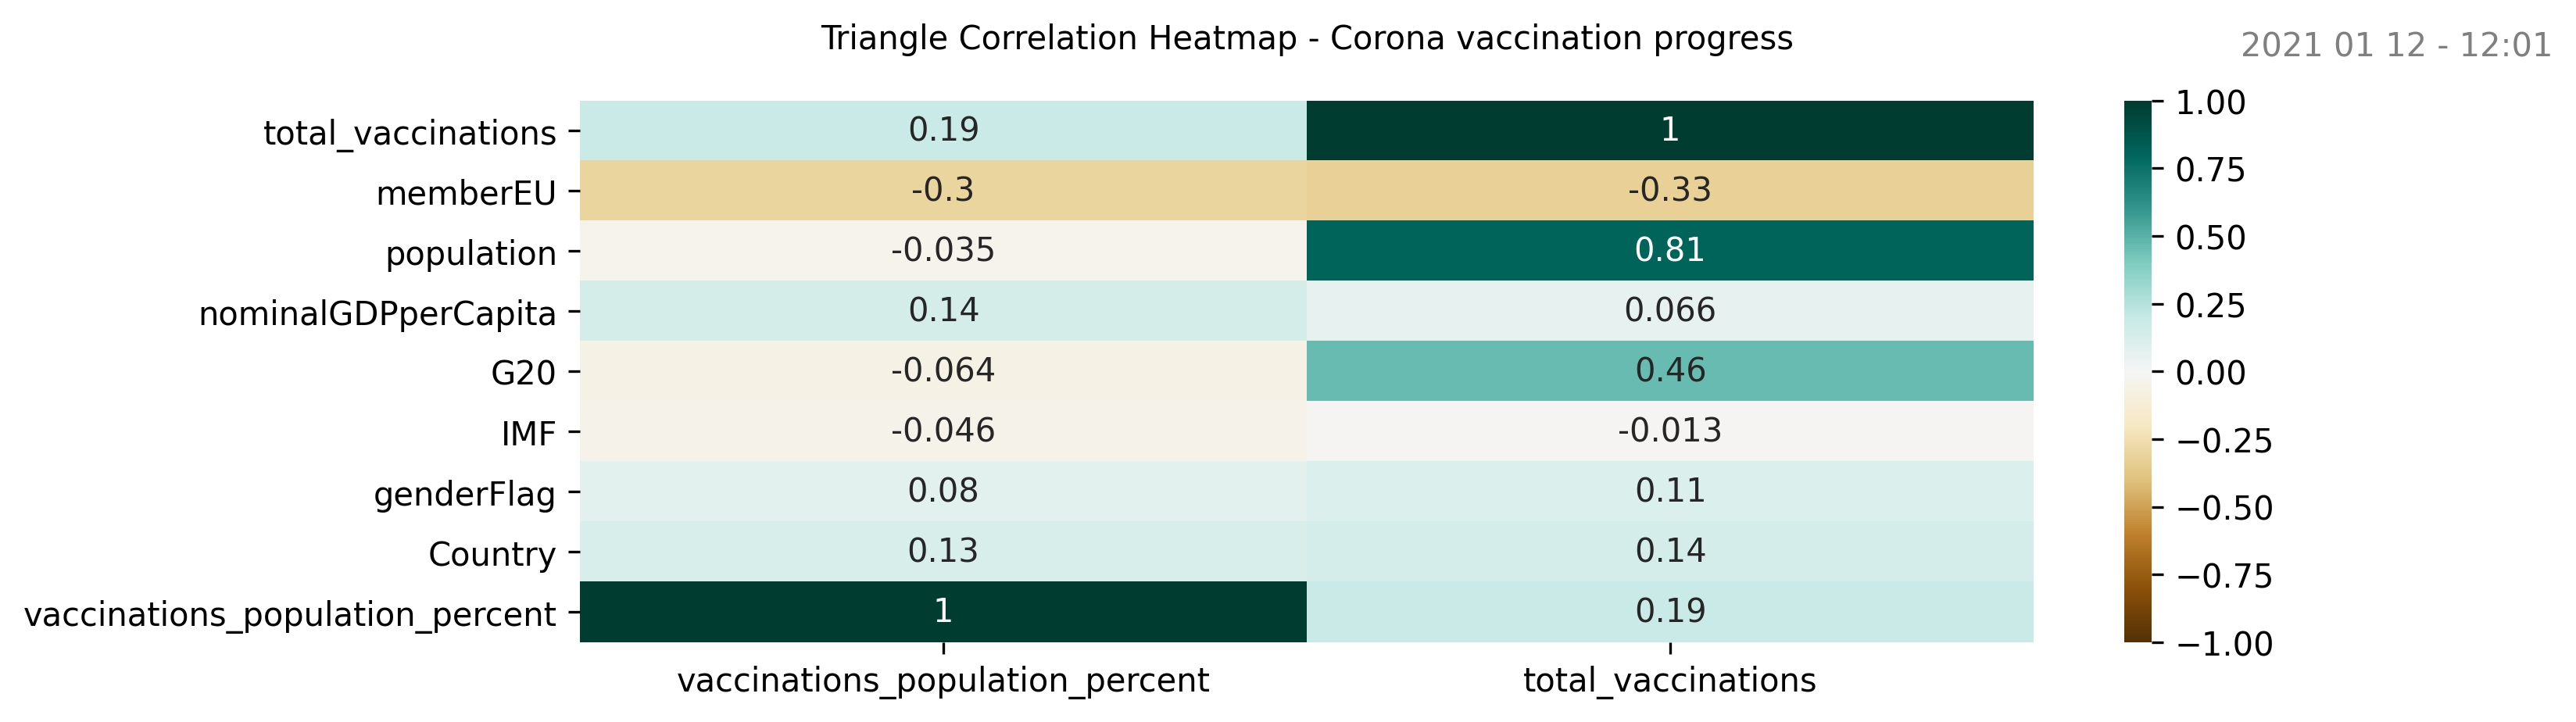 Triangle Correlation Heatmap - Corona vaccination progress
2021 01 12 - 12:01
total_vaccinations 0.19 1
memberEU -0.3 -0.33
population -0.035 0.81
nominalGDPperCapita 0.14 0.066
G20 -0.064 0.46
IMF -0.046 -0.013
genderFlag 0.08 0.11
Country 0.13 0.14
vaccinations_population_percent 1 0.19
vaccinations_population_percent total_vaccinations
1.00
0.75
0.50
0.25
0.00
−0.25
−0.50
−0.75
−1.00